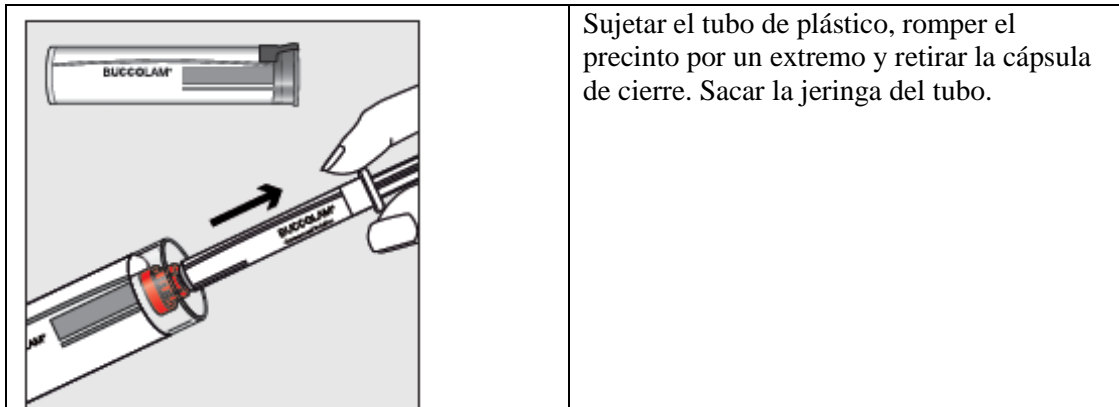 BUCCOLAM®
Sujetar el tubo de plástico, romper el
precinto por un extremo y retirar la cápsula
de cierre. Sacar la jeringa del tubo.
BUCCOLAM®